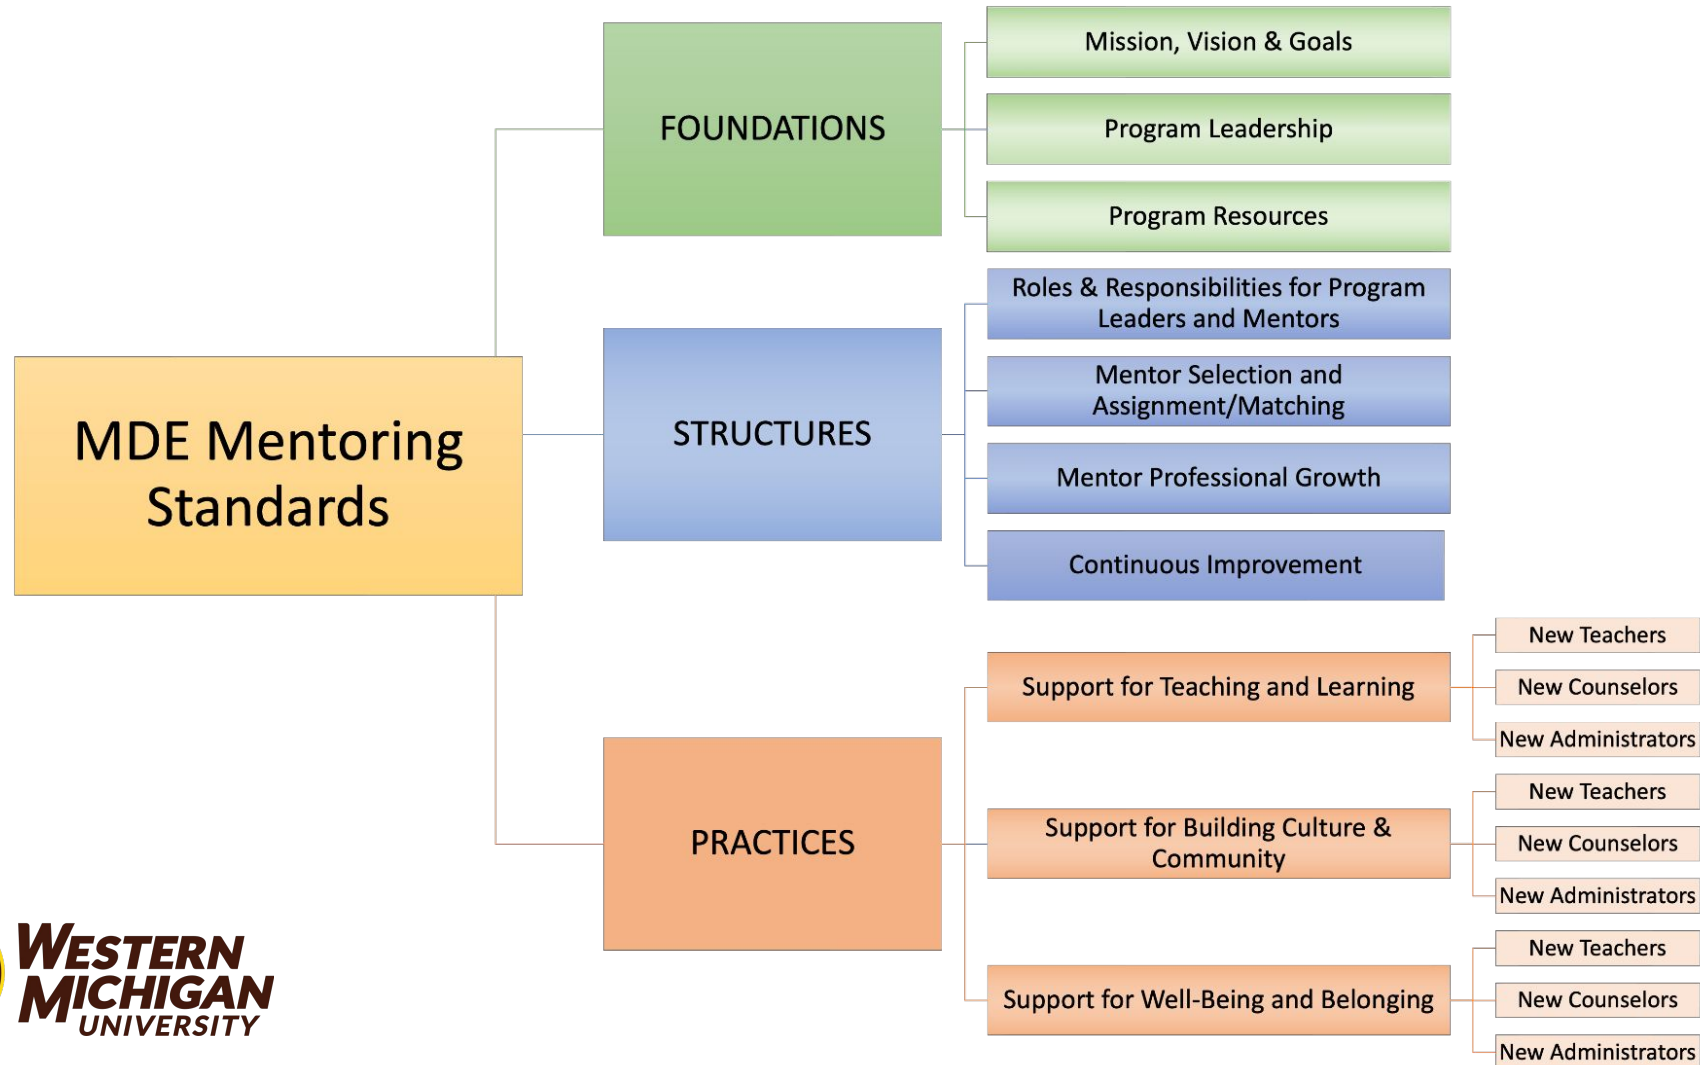 MDE Mentoring
Standards
FOUNDATIONS
Mission, Vision & Goals
Program Leadership
Program Resources
STRUCTURES
Roles & Responsibilities for Program
Leaders and Mentors
Mentor Selection and
Assignment/Matching
Mentor Professional Growth
Continuous Improvement
PRACTICES
Support for Teaching and Learning
New Teachers
New Counselors
New Administrators
Support for Building Culture &
Community
New Teachers
New Counselors
New Administrators
Support for Well-Being and Belonging
New Teachers
New Counselors
New Administrators
WESTERN
MICHIGAN
UNIVERSITY